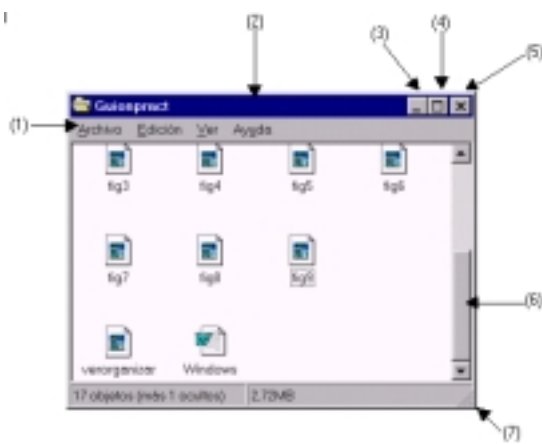 (2)
(3)
(4)
(5)
Guionpract
(1)
Archivo Edición Ver Ayuda
fig3 fig4 fig5 fig6
fig7 fig8 fig9
(6)
verorganizar Windows
17 objetos (más 1 ocultos) 2,72MB
(7)